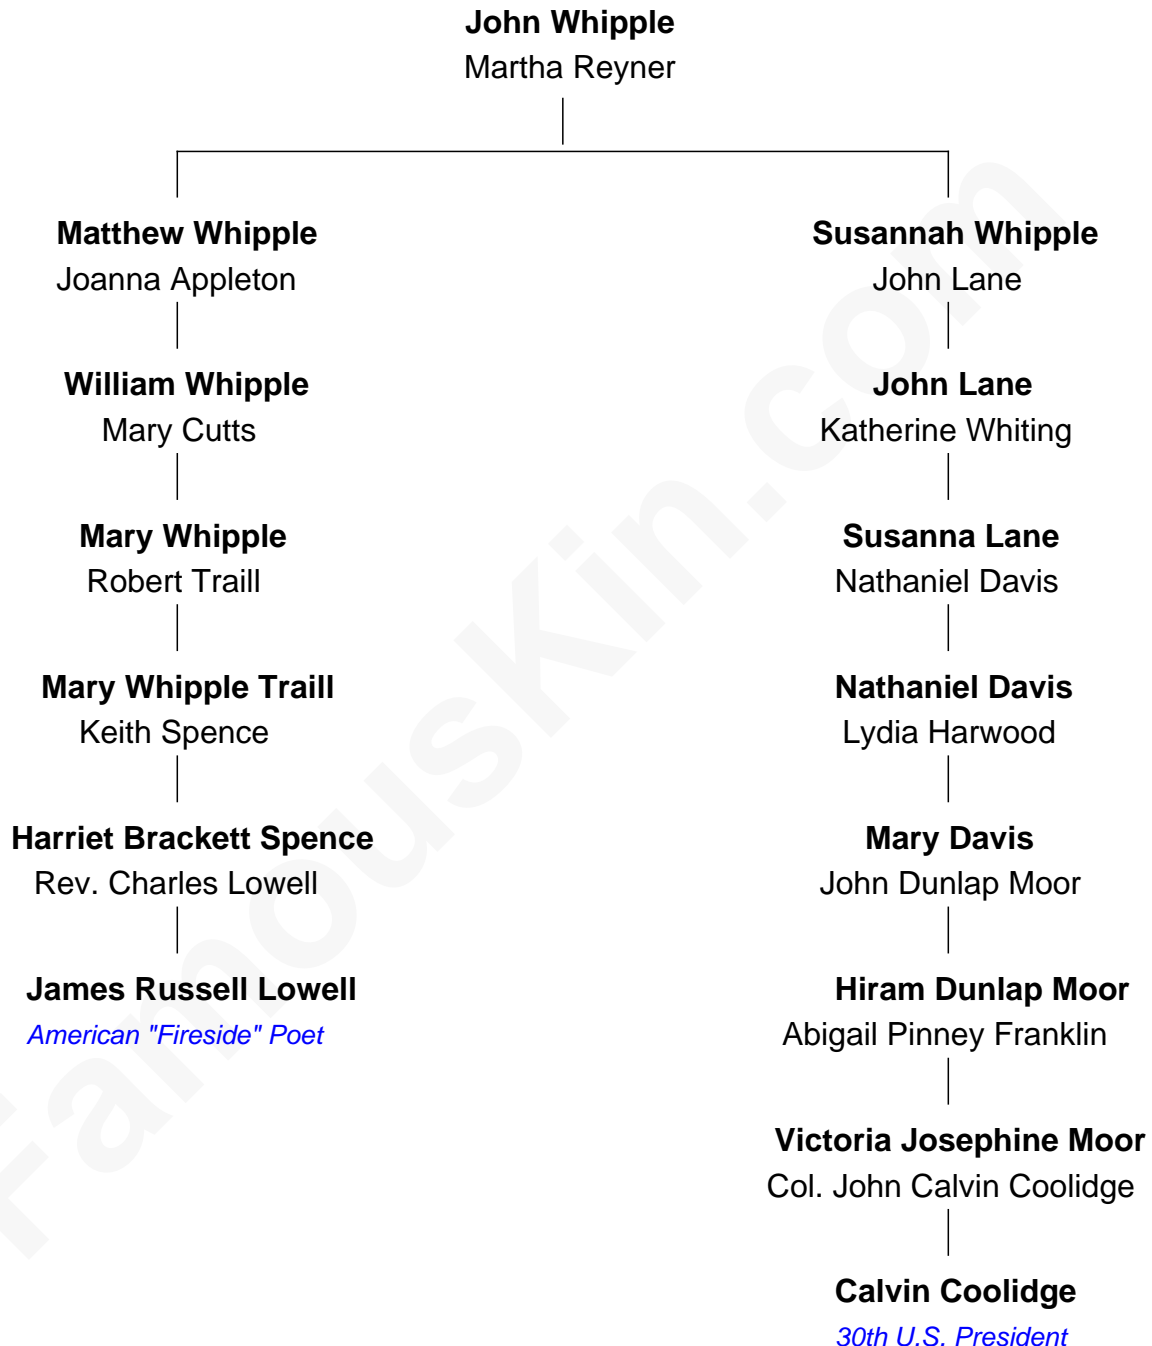 John Whipple
Martha Reyner
Matthew Whipple
Joanna Appleton
William Whipple
Mary Cutts
Mary Whipple
Robert Traill
Mary Whipple Traill
Keith Spence
Harriet Brackett Spence
Rev. Charles Lowell
James Russell Lowell
American "Fireside" Poet
Susannah Whipple
John Lane
John Lane
Katherine Whiting
Susanna Lane
Nathaniel Davis
Nathaniel Davis
Lydia Harwood
Mary Davis
John Dunlap Moor
Hiram Dunlap Moor
Abigail Pinney Franklin
Victoria Josephine Moor
Col. John Calvin Coolidge
Calvin Coolidge
30th U.S. President
FamousKin.com